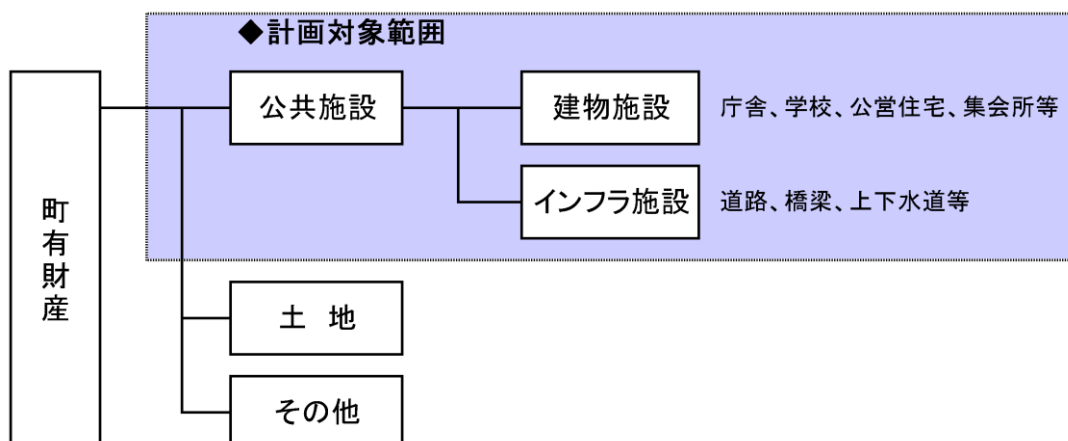 ◆計画対象範囲
町有財産
公共施設
建物施設
庁舎、学校、公営住宅、集会所等
インフラ施設
道路、橋梁、上下水道等
土　地
その他